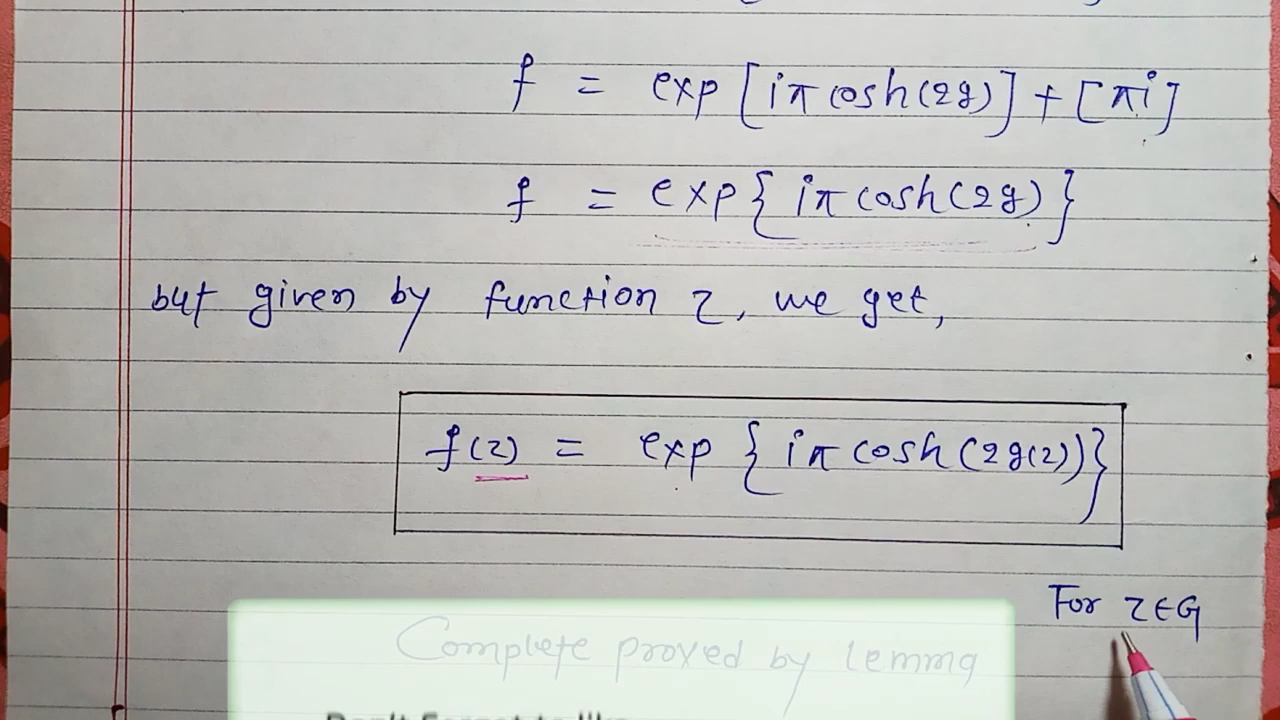 f = exp [iπ cosh(2g)] + [πi]
f = exp{ iπ cosh(2g) }
but given by function z, we get,
f(z) = exp { iπ cosh(2g(z)) }
For z∈G
Complete proved by lemma